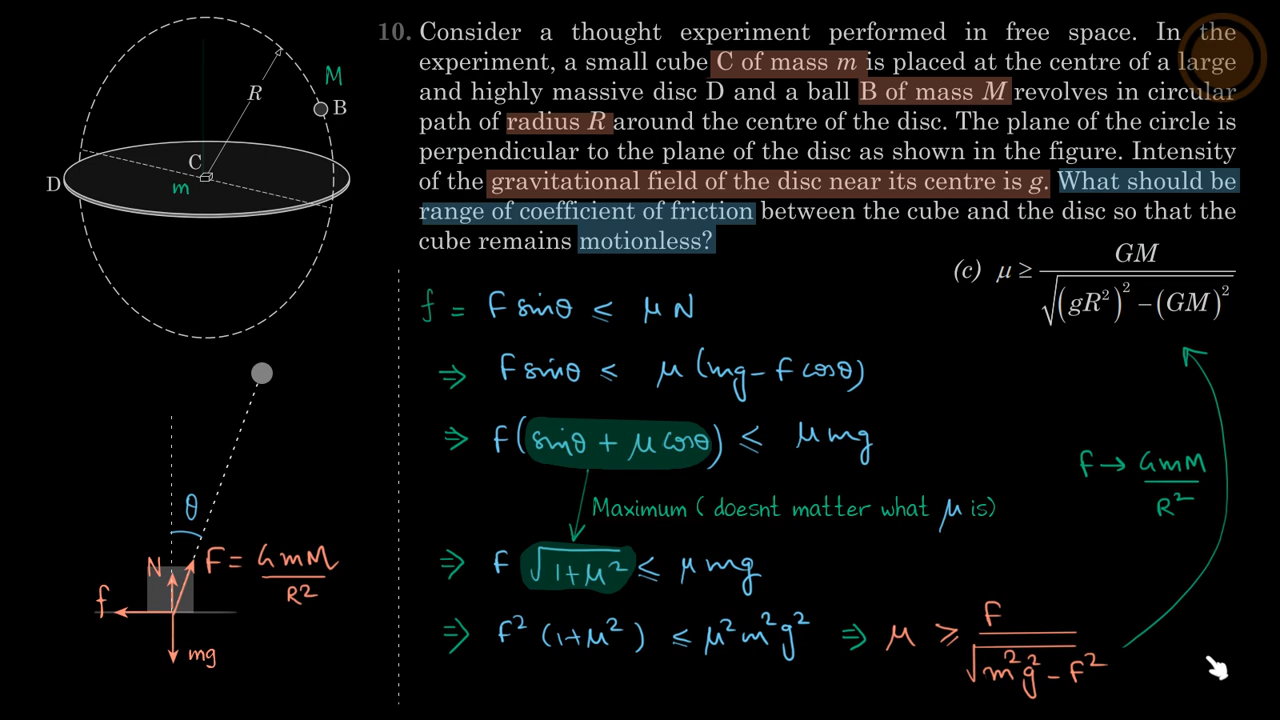 10. Consider a thought experiment performed in free space. In the
experiment, a small cube C of mass m is placed at the centre of a large
and highly massive disc D and a ball B of mass M revolves in circular
path of radius R around the centre of the disc. The plane of the circle is
perpendicular to the plane of the disc as shown in the figure. Intensity
of the gravitational field of the disc near its centre is g. What should be
range of coefficient of friction between the cube and the disc so that the
cube remains motionless?
(c) μ ≥ GM / √((gR²)² − (GM)²)
M
R
B
C
D
m
f = F sinθ ≤ μN
⇒ F sinθ ≤ μ(mg − F cosθ)
⇒ F(sinθ + μ cosθ) ≤ μmg
Maximum (doesnt matter what μ is)
⇒ F √(1+μ²) ≤ μmg
⇒ F² (1+μ²) ≤ μ²m²g² ⇒ μ ≥ F / √(m²g² − F²)
F → GmM / R²
θ
N
F = GmM / R²
f
mg